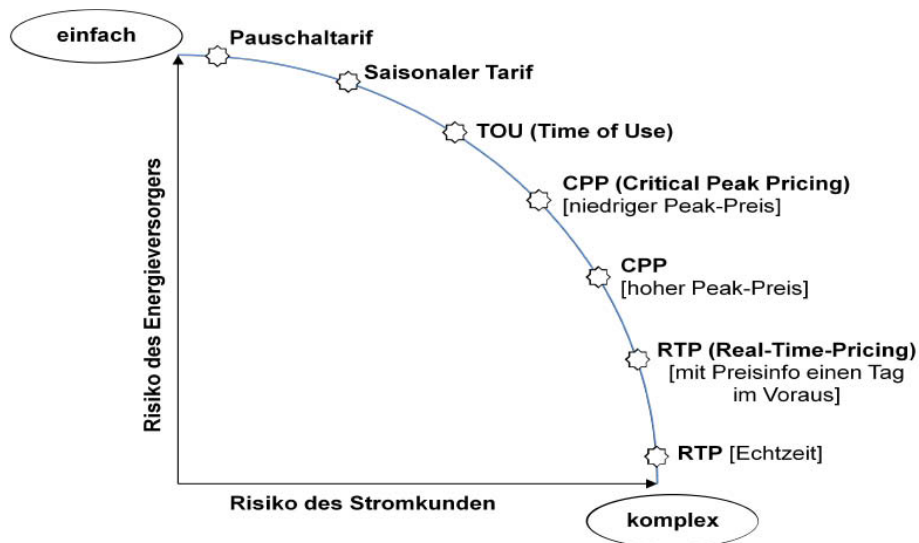 einfach
Pauschaltarif
Saisonaler Tarif
TOU (Time of Use)
CPP (Critical Peak Pricing)
[niedriger Peak-Preis]
CPP
[hoher Peak-Preis]
RTP (Real-Time-Pricing)
[mit Preisinfo einen Tag
im Voraus]
RTP [Echtzeit]
Risiko des Energieversorgers
Risiko des Stromkunden
komplex